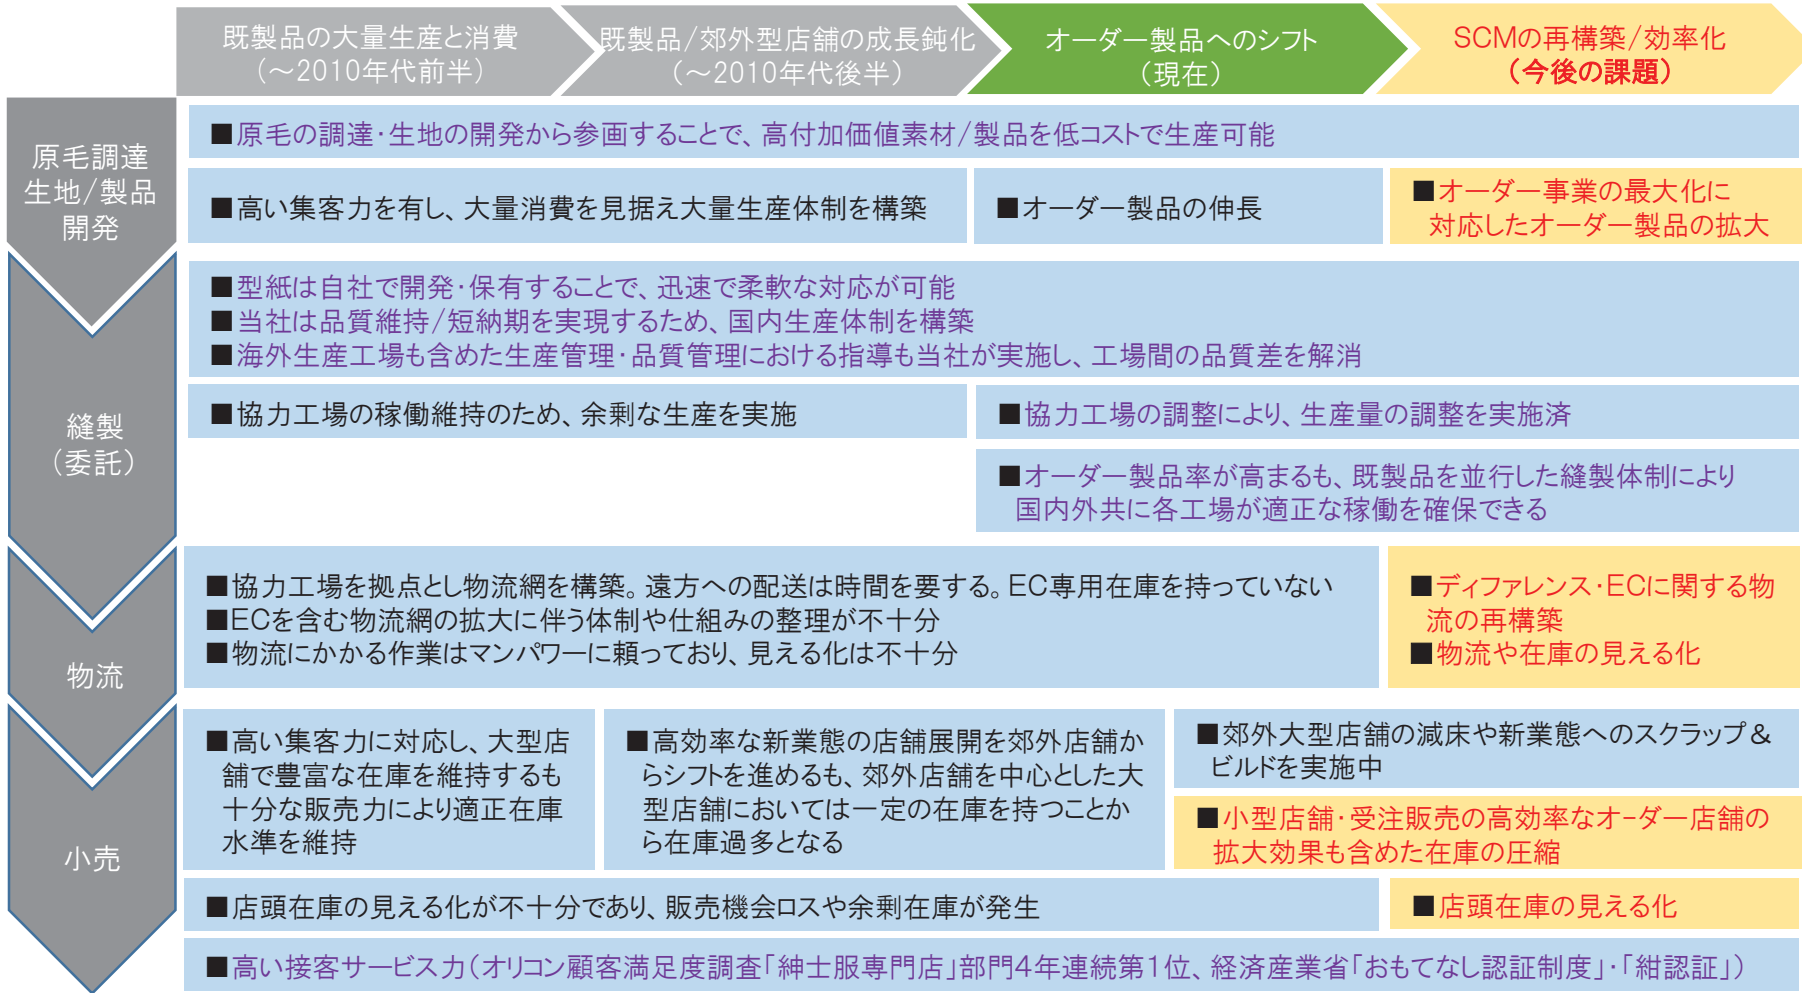 既製品の大量生産と消費
（～2010年代前半）
既製品/郊外型店舗の成長鈍化
（～2010年代後半）
オーダー製品へのシフト
（現在）
SCMの再構築/効率化
（今後の課題）
原毛調達
生地/製品
開発
■原毛の調達・生地の開発から参画することで、高付加価値素材/製品を低コストで生産可能
■高い集客力を有し、大量消費を見据え大量生産体制を構築
■オーダー製品の伸長
■オーダー事業の最大化に
対応したオーダー製品の拡大
縫製
（委託）
■型紙は自社で開発・保有することで、迅速で柔軟な対応が可能
■当社は品質維持/短納期を実現するため、国内生産体制を構築
■海外生産工場も含めた生産管理・品質管理における指導も当社が実施し、工場間の品質差を解消
■協力工場の稼働維持のため、余剰な生産を実施
■協力工場の調整により、生産量の調整を実施済
■オーダー製品率が高まるも、既製品を並行した縫製体制により
国内外共に各工場が適正な稼働を確保できる
物流
■協力工場を拠点とし物流網を構築。遠方への配送は時間を要する。EC専用在庫を持っていない
■ECを含む物流網の拡大に伴う体制や仕組みの整理が不十分
■物流にかかる作業はマンパワーに頼っており、見える化は不十分
■ディファレンス・ECに関する物
流の再構築
■物流や在庫の見える化
小売
■高い集客力に対応し、大型店
舗で豊富な在庫を維持するも
十分な販売力により適正在庫
水準を維持
■高効率な新業態の店舗展開を郊外店舗か
らシフトを進めるも、郊外店舗を中心とした大
型店舗においては一定の在庫を持つことか
ら在庫過多となる
■郊外大型店舗の減床や新業態へのスクラップ＆
ビルドを実施中
■小型店舗・受注販売の高効率なオーダー店舗の
拡大効果も含めた在庫の圧縮
■店頭在庫の見える化が不十分であり、販売機会ロスや余剰在庫が発生
■店頭在庫の見える化
■高い接客サービス力（オリコン顧客満足度調査「紳士服専門店」部門4年連続第1位、経済産業省「おもてなし認証制度」・「紺認証」）